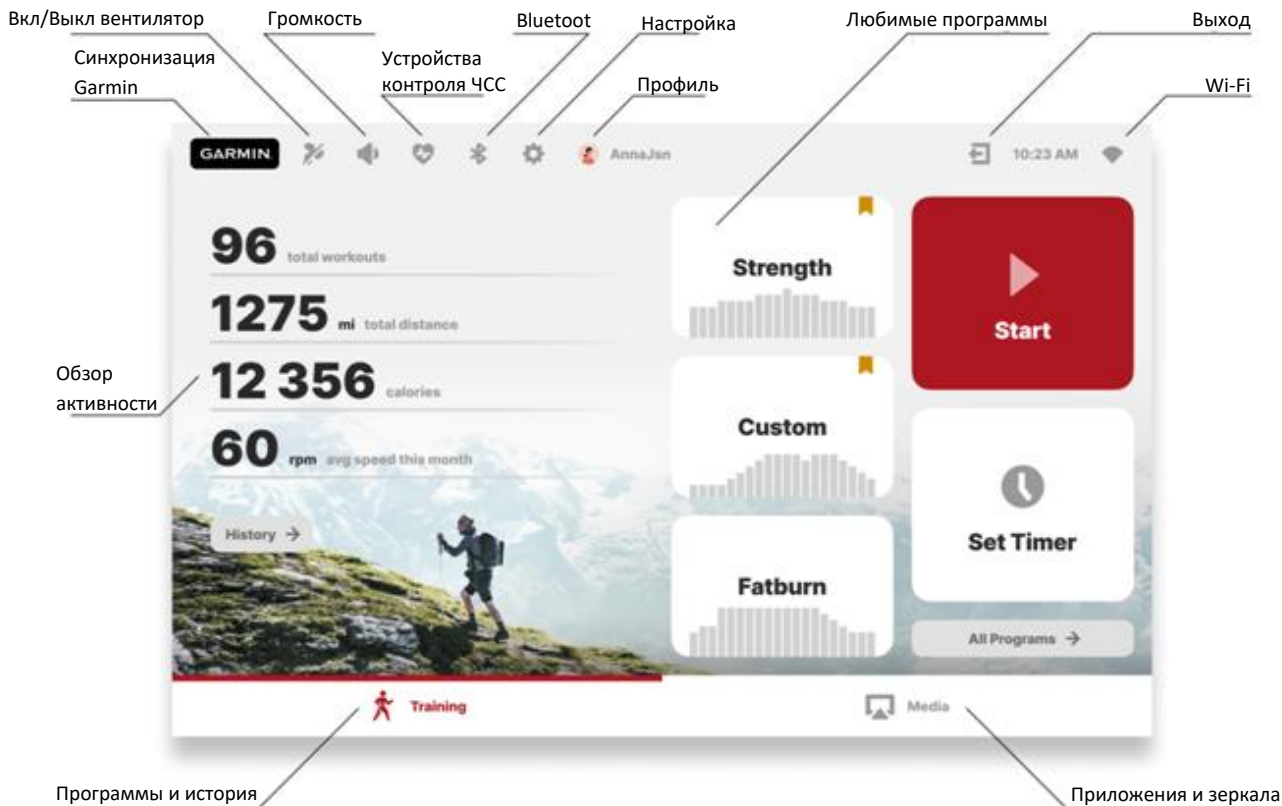 Вкл/Выкл вентилятор
Громкость
Bluetoot
Настройка
Любимые программы
Выход
Синхронизация
Garmin
Устройства
контроля ЧСС
Профиль
Wi-Fi
GARMIN
AnnaJsn
10:23 AM
96 total workouts
1275 mi total distance
12 356 calories
60 rpm avg speed this month
History →
Обзор
активности
Strength
Custom
Fatburn
Start
Set Timer
All Programs →
Training
Media
Программы и история
Приложения и зеркала